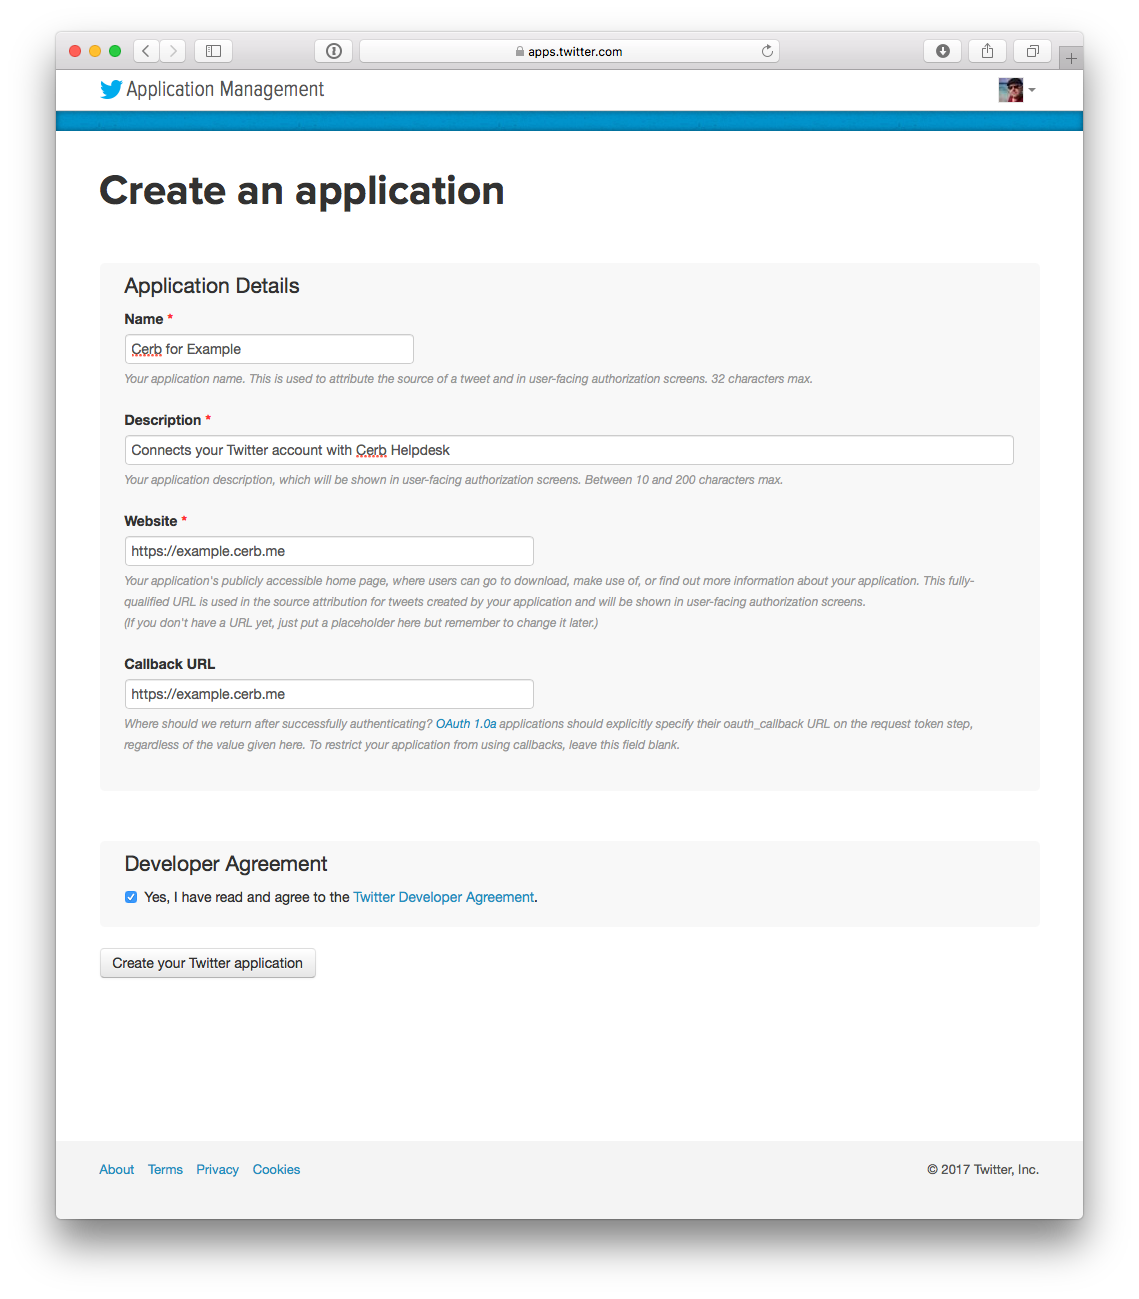 apps.twitter.com
Application Management
Create an application
Application Details
Name *
Cerb for Example
Your application name. This is used to attribute the source of a tweet and in user-facing authorization screens. 32 characters max.
Description *
Connects your Twitter account with Cerb Helpdesk
Your application description, which will be shown in user-facing authorization screens. Between 10 and 200 characters max.
Website *
https://example.cerb.me
Your application's publicly accessible home page, where users can go to download, make use of, or find out more information about your application. This fully-
qualified URL is used in the source attribution for tweets created by your application and will be shown in user-facing authorization screens.
(If you don't have a URL yet, just put a placeholder here but remember to change it later.)
Callback URL
https://example.cerb.me
Where should we return after successfully authenticating? OAuth 1.0a applications should explicitly specify their oauth_callback URL on the request token step,
regardless of the value given here. To restrict your application from using callbacks, leave this field blank.
Developer Agreement
Yes, I have read and agree to the Twitter Developer Agreement.
Create your Twitter application
About Terms Privacy Cookies © 2017 Twitter, Inc.